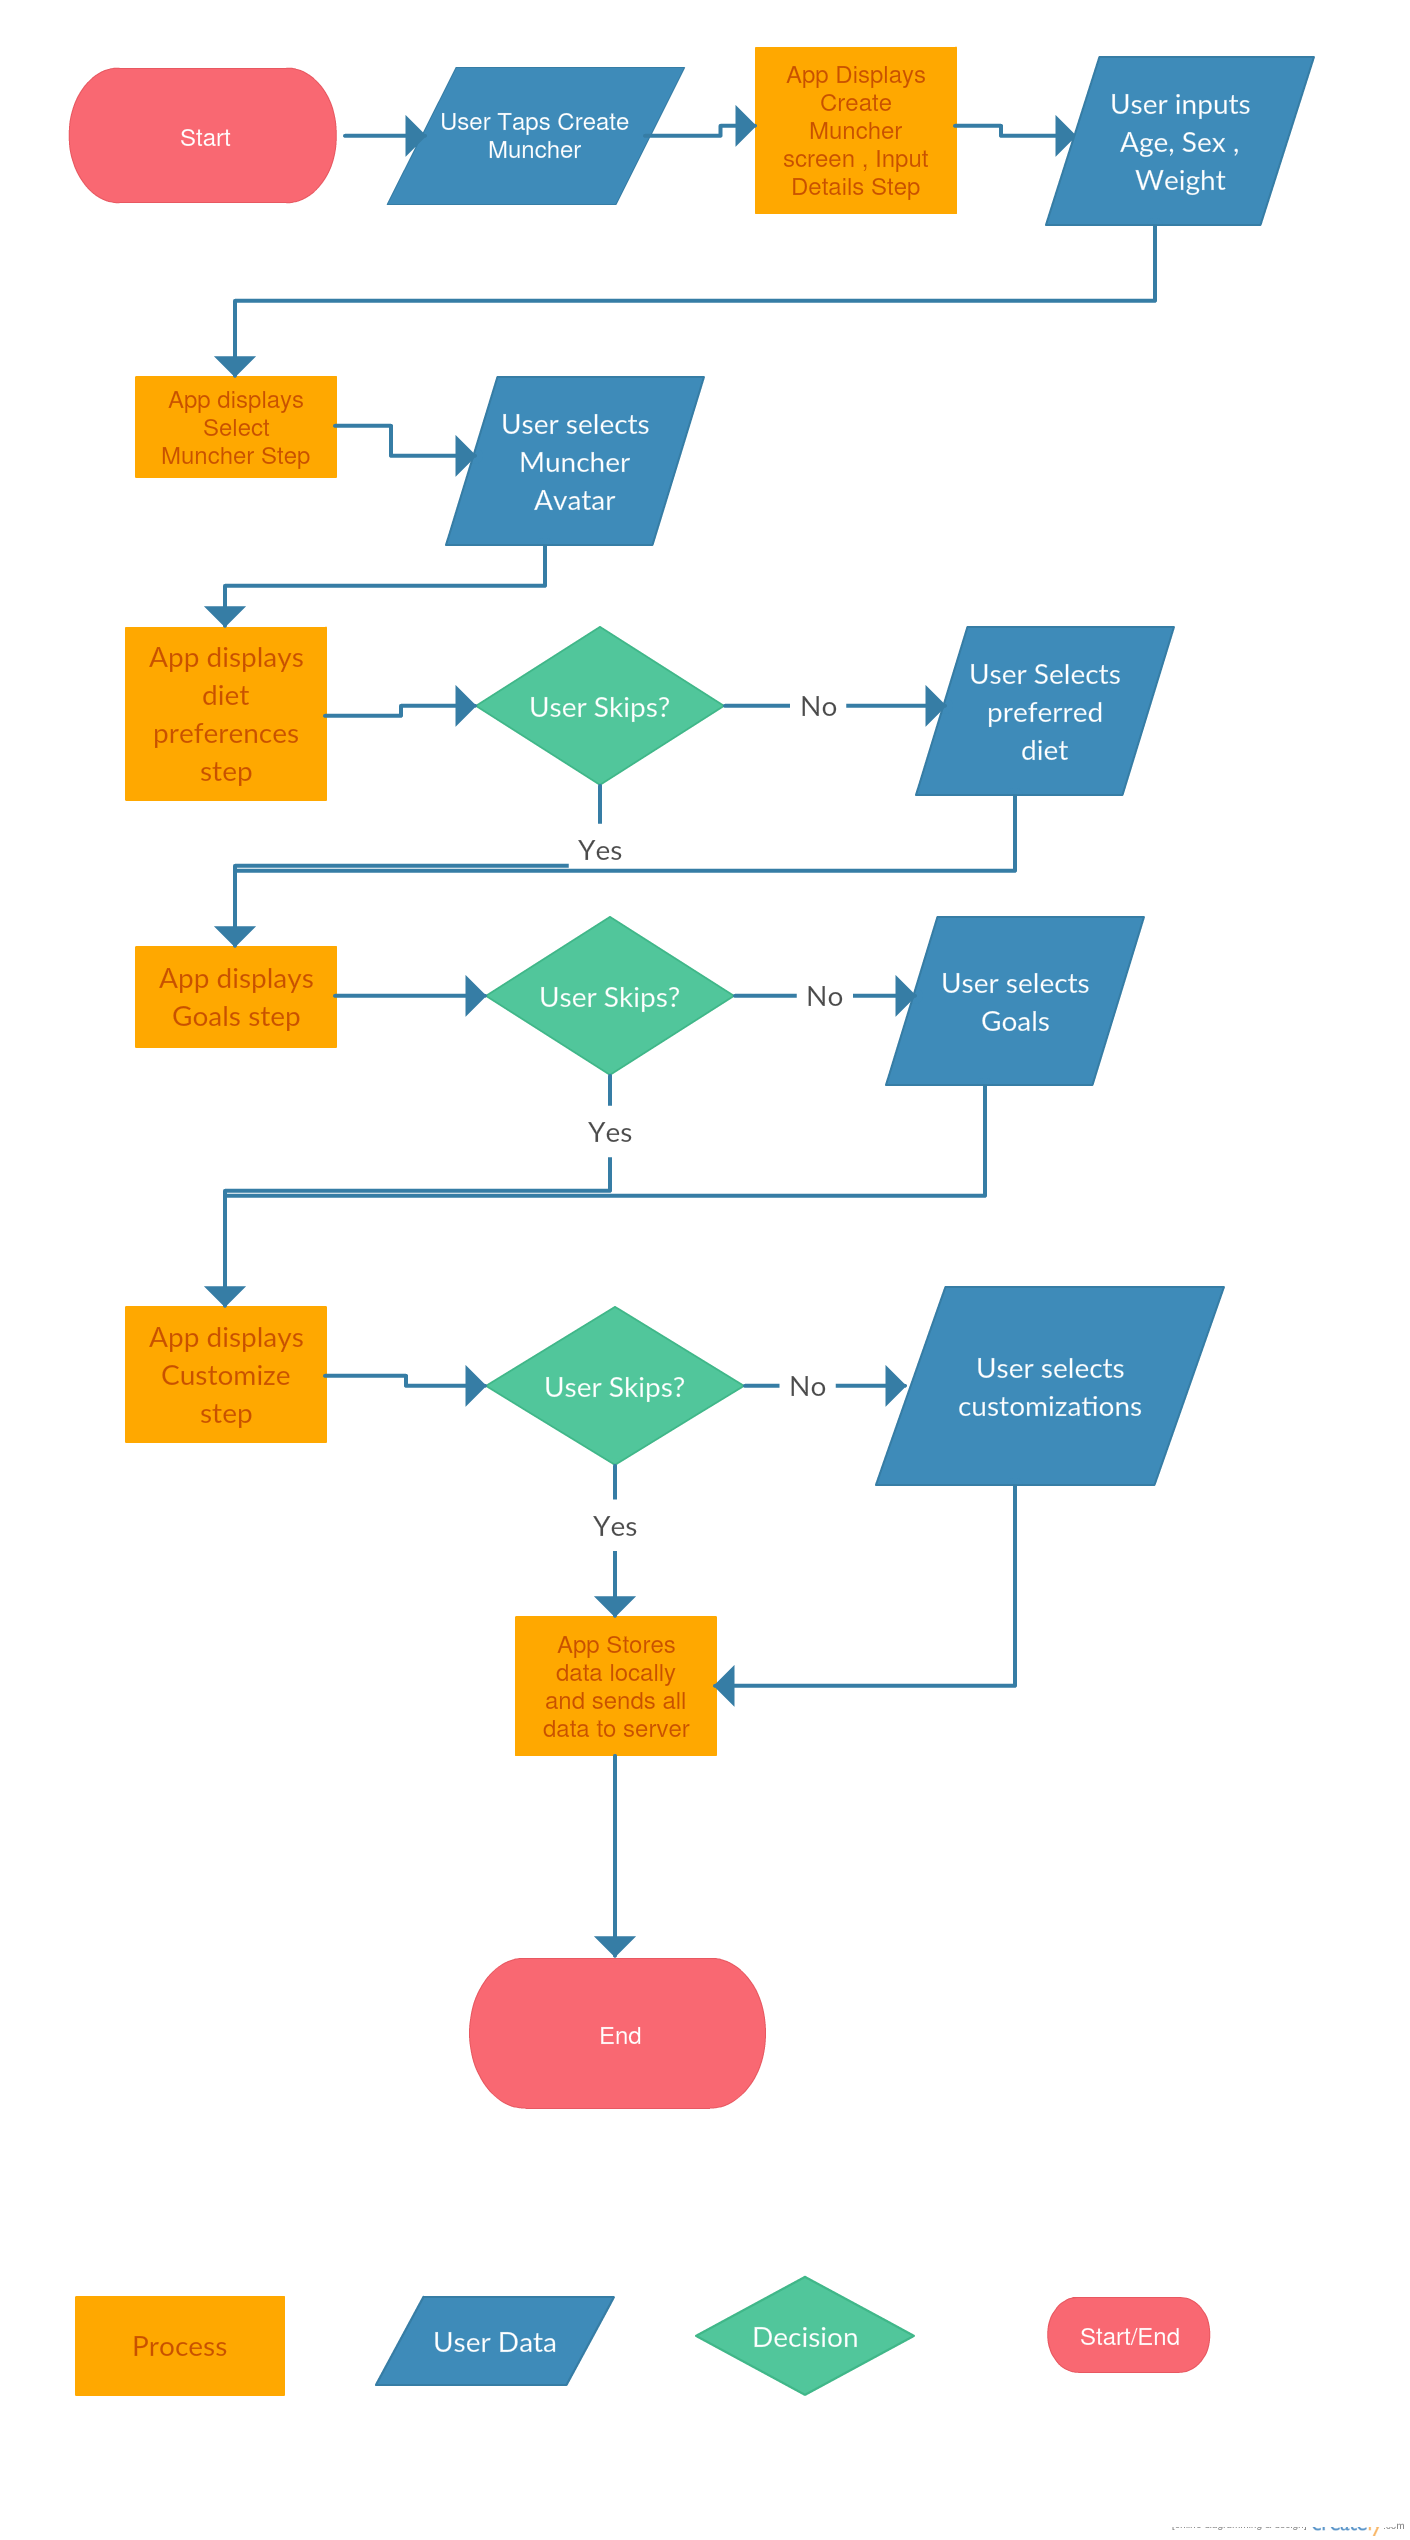 Start
User Taps Create
Muncher
App Displays
Create
Muncher
screen , Input
Details Step
User inputs
Age, Sex ,
Weight
App displays
Select
Muncher Step
User selects
Muncher
Avatar
App displays
diet
preferences
step
User Skips?
No
User Selects
preferred
diet
Yes
App displays
Goals step
User Skips?
No
User selects
Goals
Yes
App displays
Customize
step
User Skips?
No
User selects
customizations
Yes
App Stores
data locally
and sends all
data to server
End
Process
User Data
Decision
Start/End